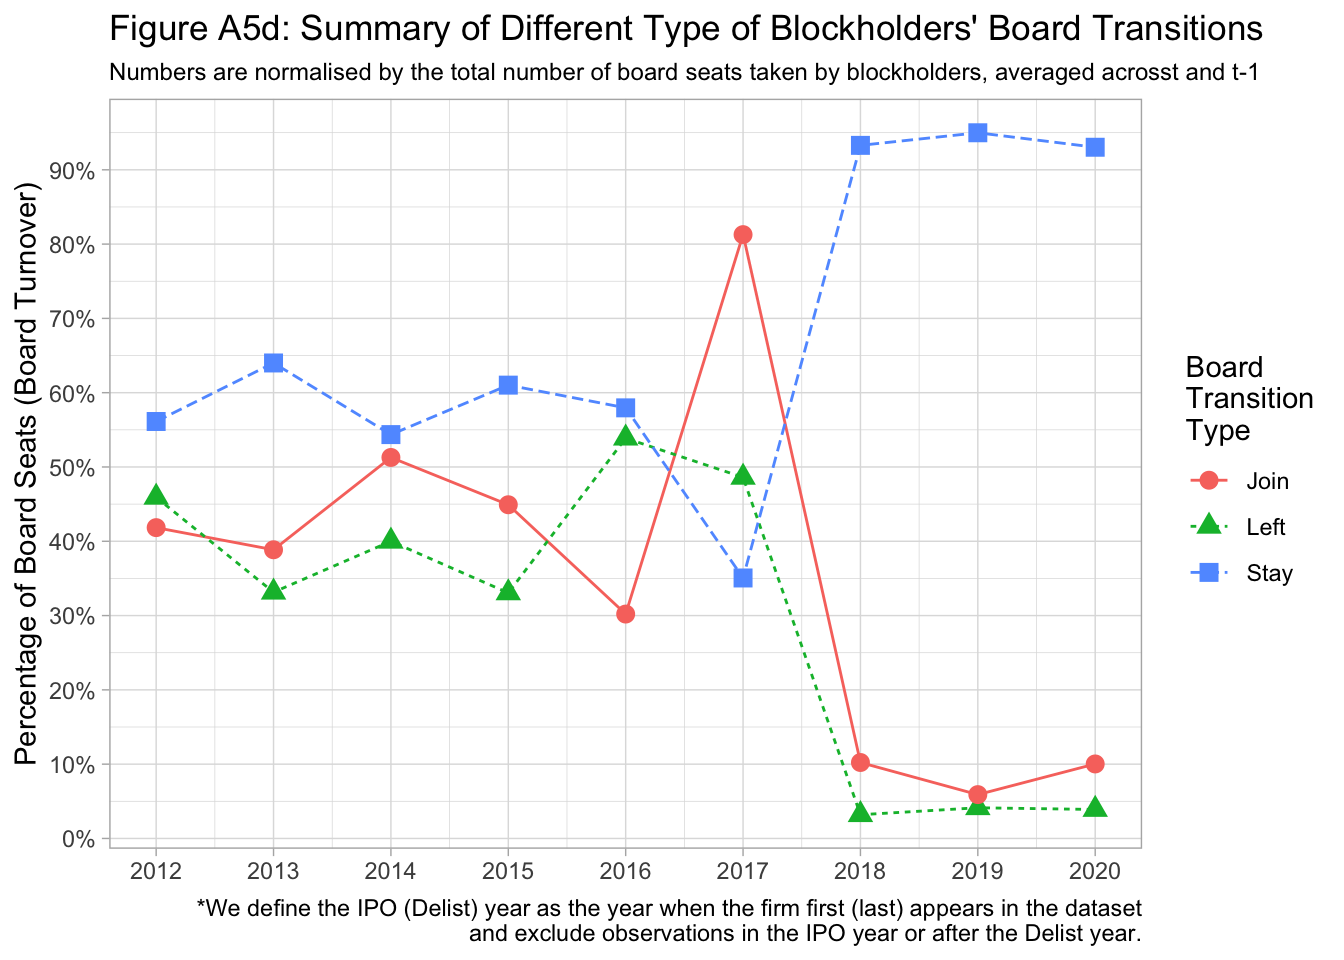 Figure A5d: Summary of Different Type of Blockholders' Board Transitions
Numbers are normalised by the total number of board seats taken by blockholders, averaged acrosst and t-1
Percentage of Board Seats (Board Turnover)
90%
80%
70%
60%
50%
40%
30%
20%
10%
0%
2012 2013 2014 2015 2016 2017 2018 2019 2020
Board
Transition
Type
Join
Left
Stay
*We define the IPO (Delist) year as the year when the firm first (last) appears in the dataset
and exclude observations in the IPO year or after the Delist year.